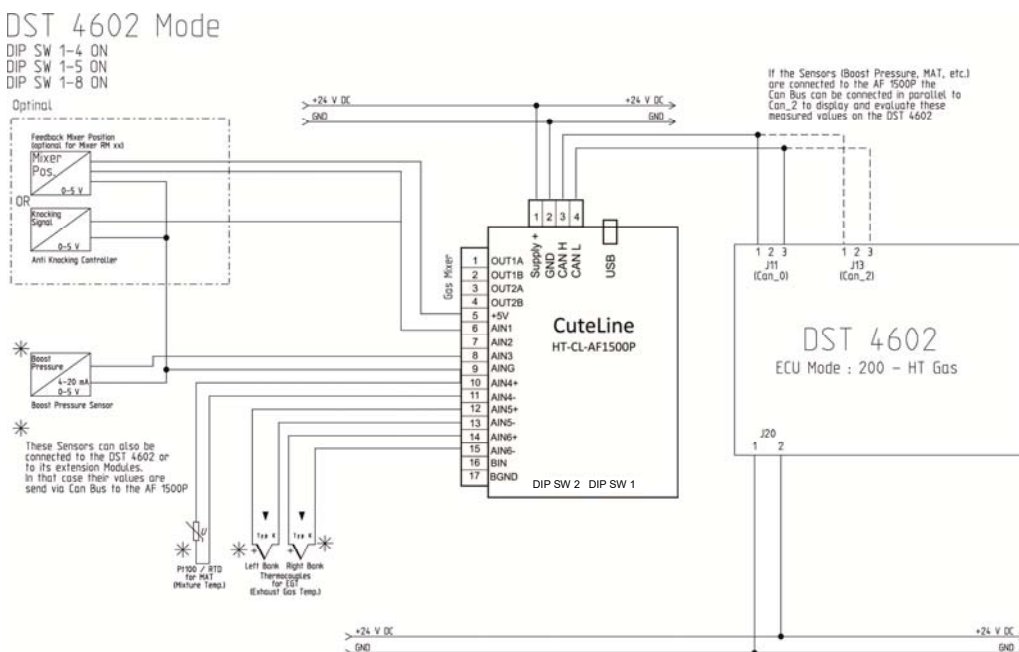 DST 4602 Mode
DIP SW 1-4 ON
DIP SW 1-5 ON
DIP SW 1-8 ON
Optinal
Feedback Mixer Position
(optional for Mixer RM xx)
Mixer
Pos.
0-5 V
OR
Knocking
Signal
0-5 V
Anti Knocking Controller
+24 V DC
+24 V DC
GND
GND
If the Sensors (Boost Pressure, MAT, etc.)
are connected to the AF 1500P the
Can Bus can be connected in parallel to
Can_2 to display and evaluate these
measured values on the DST 4602
1 2 3 4
Supply +
GND
CAN H
CAN L
USB
Gas Mixer
1 OUT1A
2 OUT1B
3 OUT2A
4 OUT2B
5 +5V
6 AIN1
7 AIN2
8 AIN3
9 AING
10 AIN4+
11 AIN4-
12 AIN5+
13 AIN5-
14 AIN6+
15 AIN6-
16 BIN
17 BGND
CuteLine
HT-CL-AF1500P
DIP SW 2 DIP SW 1
1 2 3
J11
(Can_0)
1 2 3
J13
(Can_2)
DST 4602
ECU Mode : 200 - HT Gas
J20
1 2
Boost
Pressure
4-20 mA
0-5 V
Boost Pressure Sensor
These Sensors can also be
connected to the DST 4602 or
to its extension Modules.
In that case their values are
send via Can Bus to the AF 1500P
Pt100 / RTD
for MAT
(Mixture Temp.)
Typ K
Typ K
Left Bank
Right Bank
Thermocouples
for EGT
(Exhaust Gas Temp.)
+24 V DC
+24 V DC
GND
GND